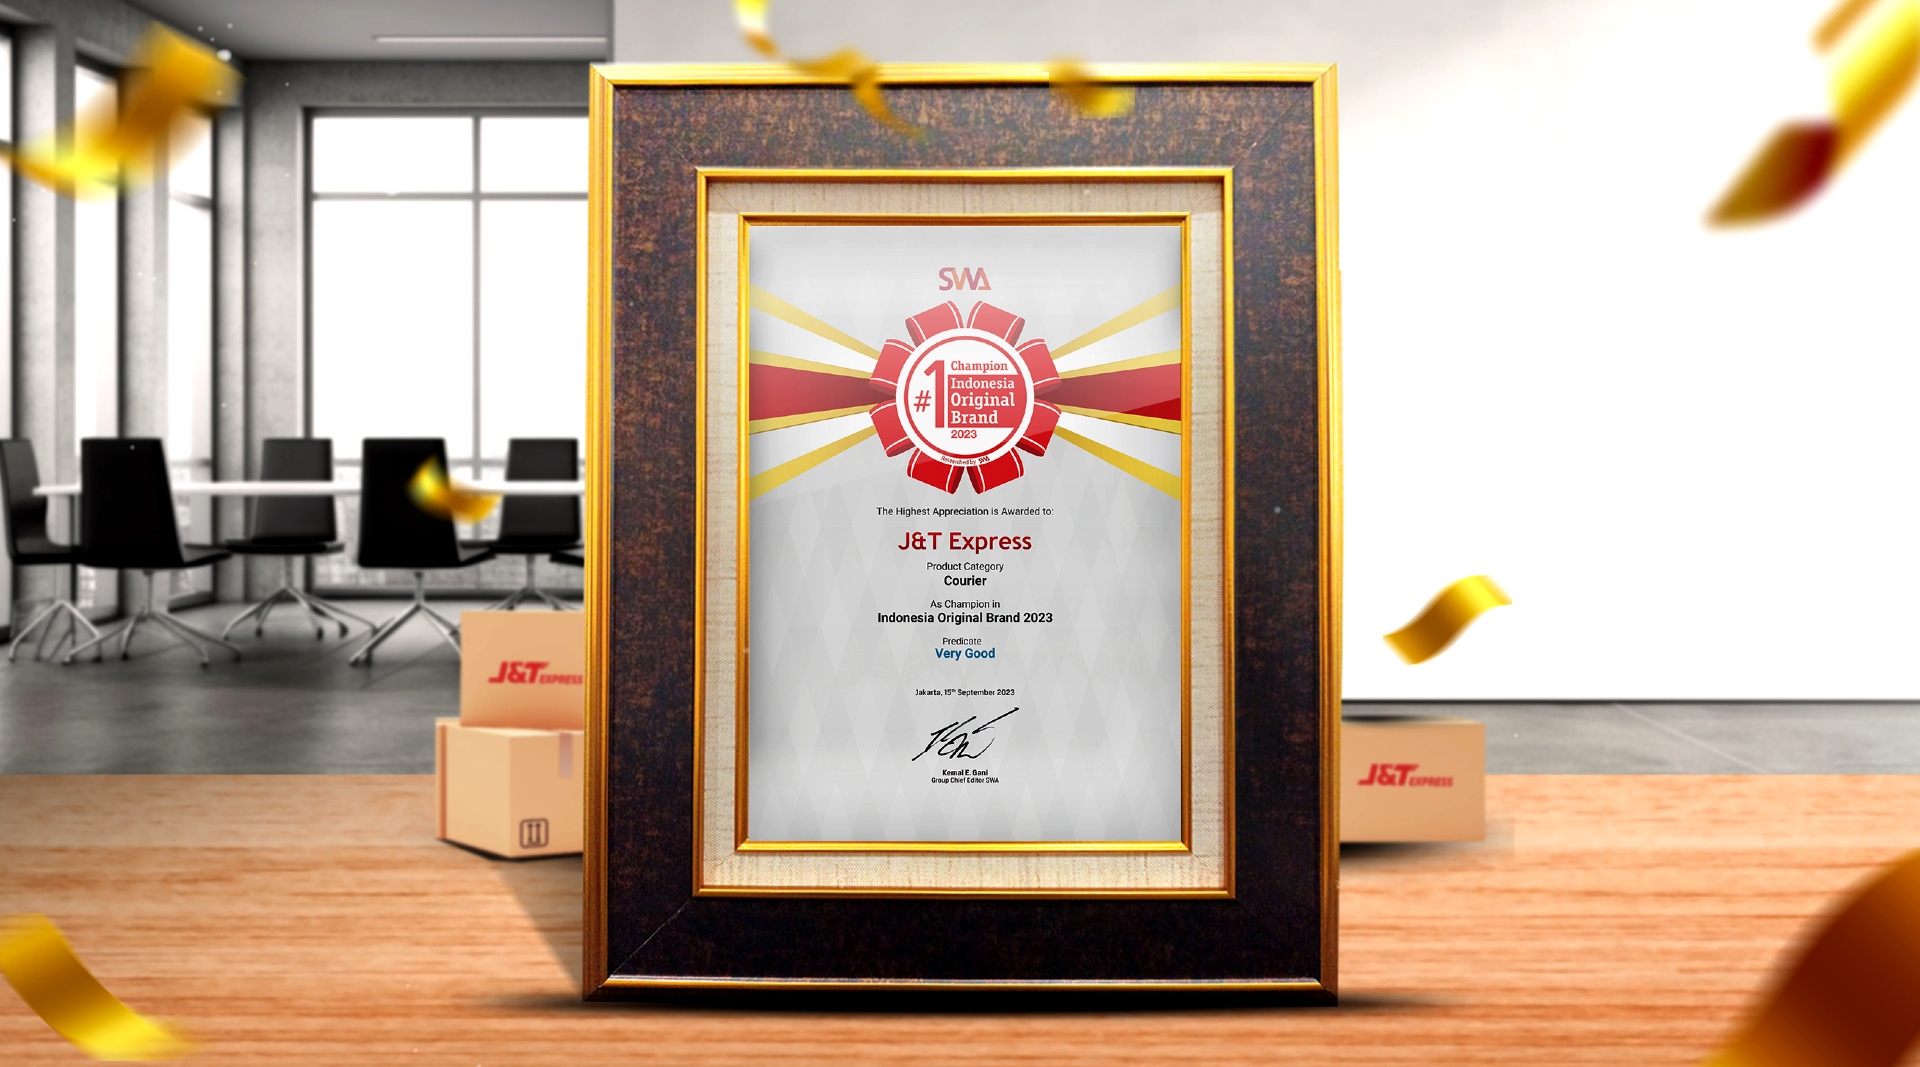 SWA
#1
Champion
Indonesia
Original
Brand
2023
Researched by SWA
The Highest Appreciation is Awarded to:
J&T Express
Product Category
Courier
As Champion in
Indonesia Original Brand 2023
Predicate
Very Good
Jakarta, 15th September 2023
Kemal E. Gani
Group Chief Editor SWA
J&T EXPRESS
J&T EXPRESS